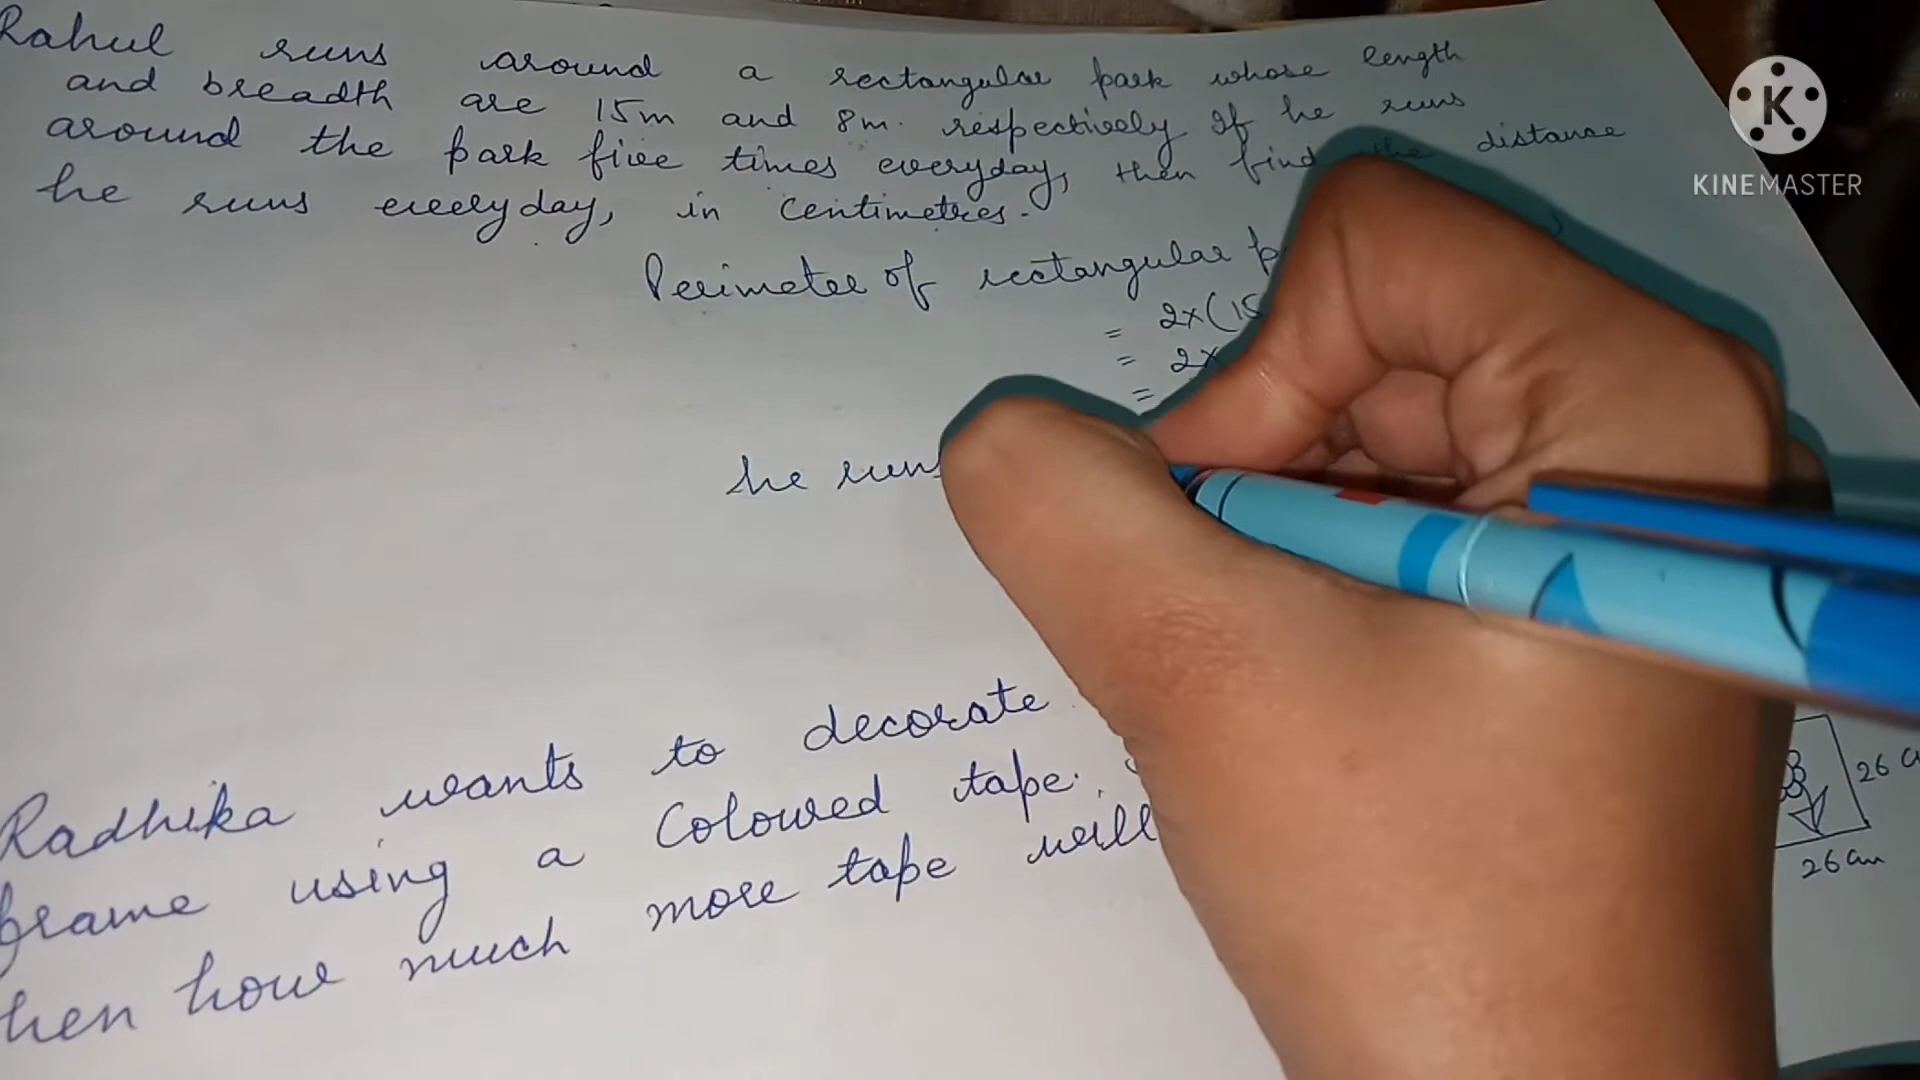 Rahul runs around a rectangular park whose length
and breadth are 15m and 8m. respectively If he runs
around the park five times everyday, then find the distance
he runs everyday, in Centimetres.
Perimeter of rectangular
= 2×(15
= 2×
=
he runs
Radhika wants to decorate
frame using a Coloured tape.
then how much more tape will
26
26 cm
KINEMASTER